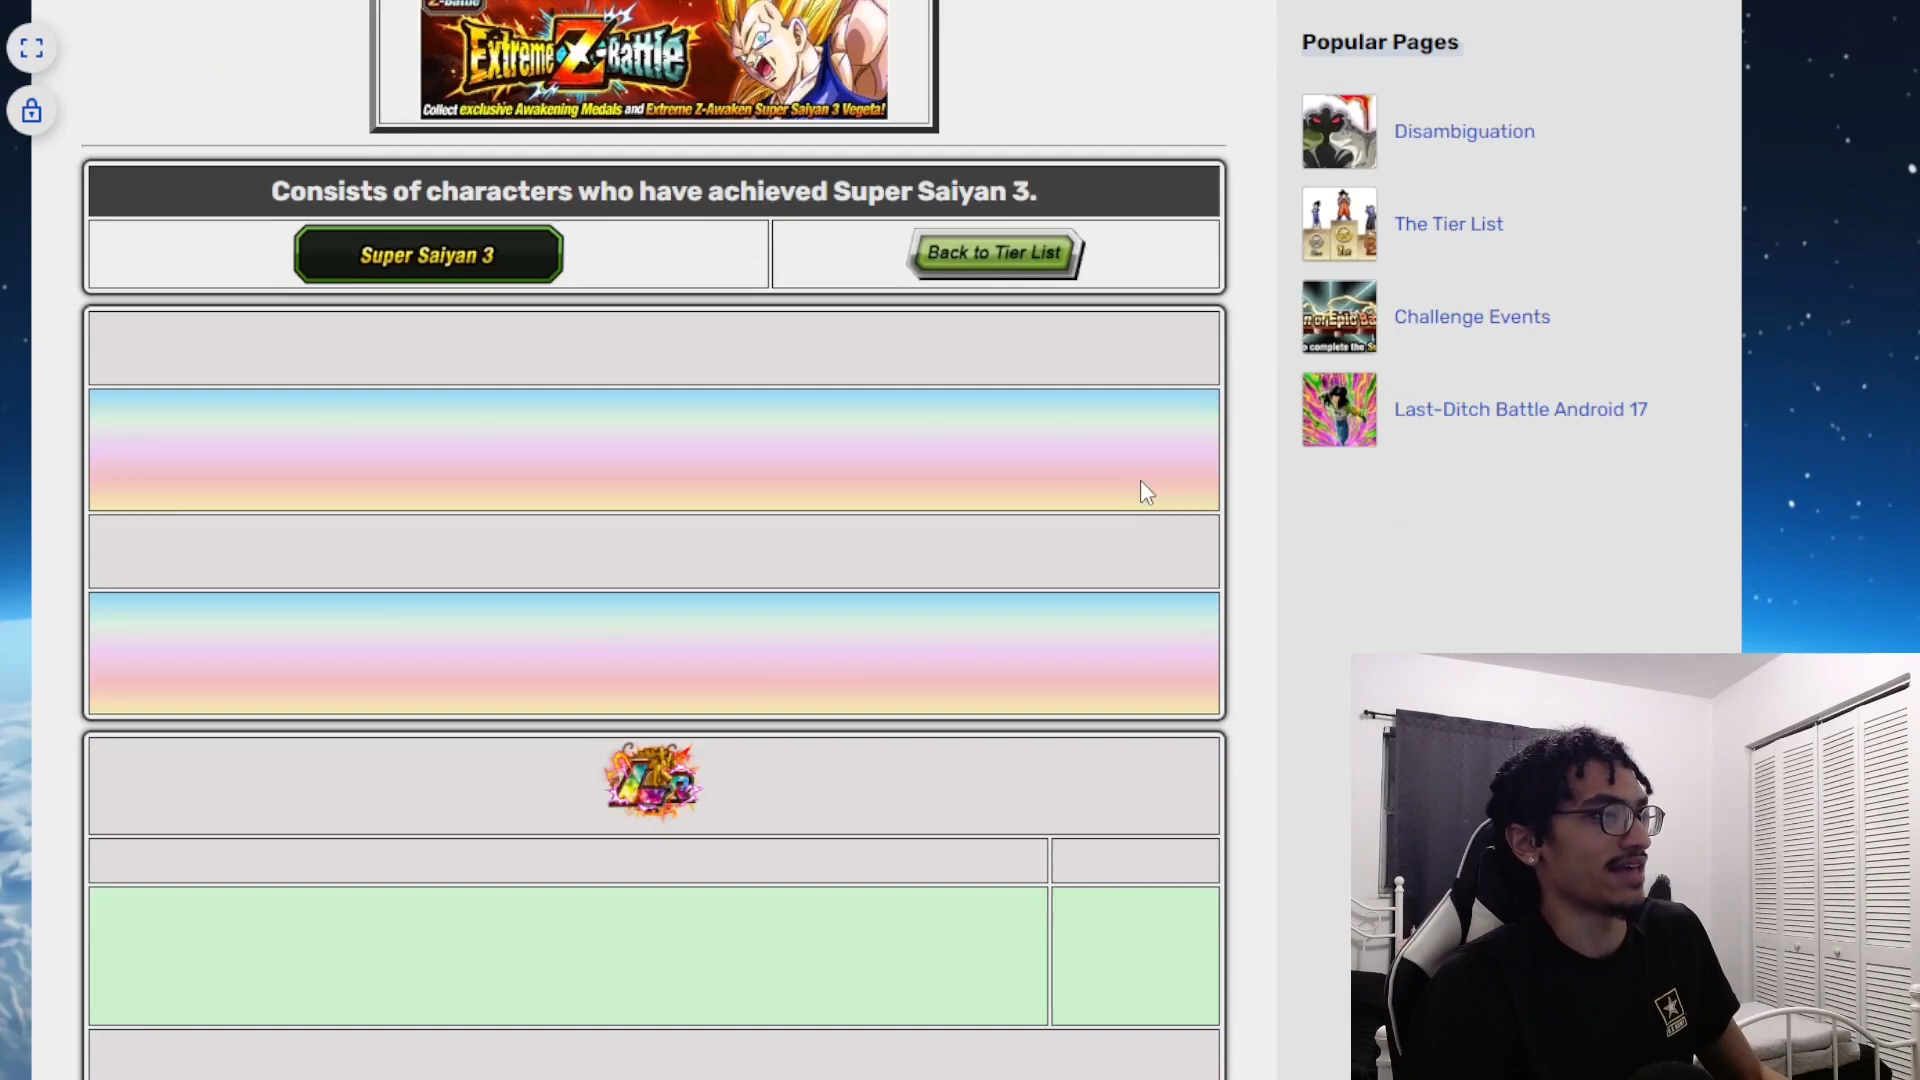 Z-Battle
Extreme Z-Battle
Collect exclusive Awakening Medals and Extreme Z-Awaken Super Saiyan 3 Vegeta!
Consists of characters who have achieved Super Saiyan 3.
Super Saiyan 3
Back to Tier List
LR
Popular Pages
Disambiguation
The Tier List
Challenge Events
Last-Ditch Battle Android 17